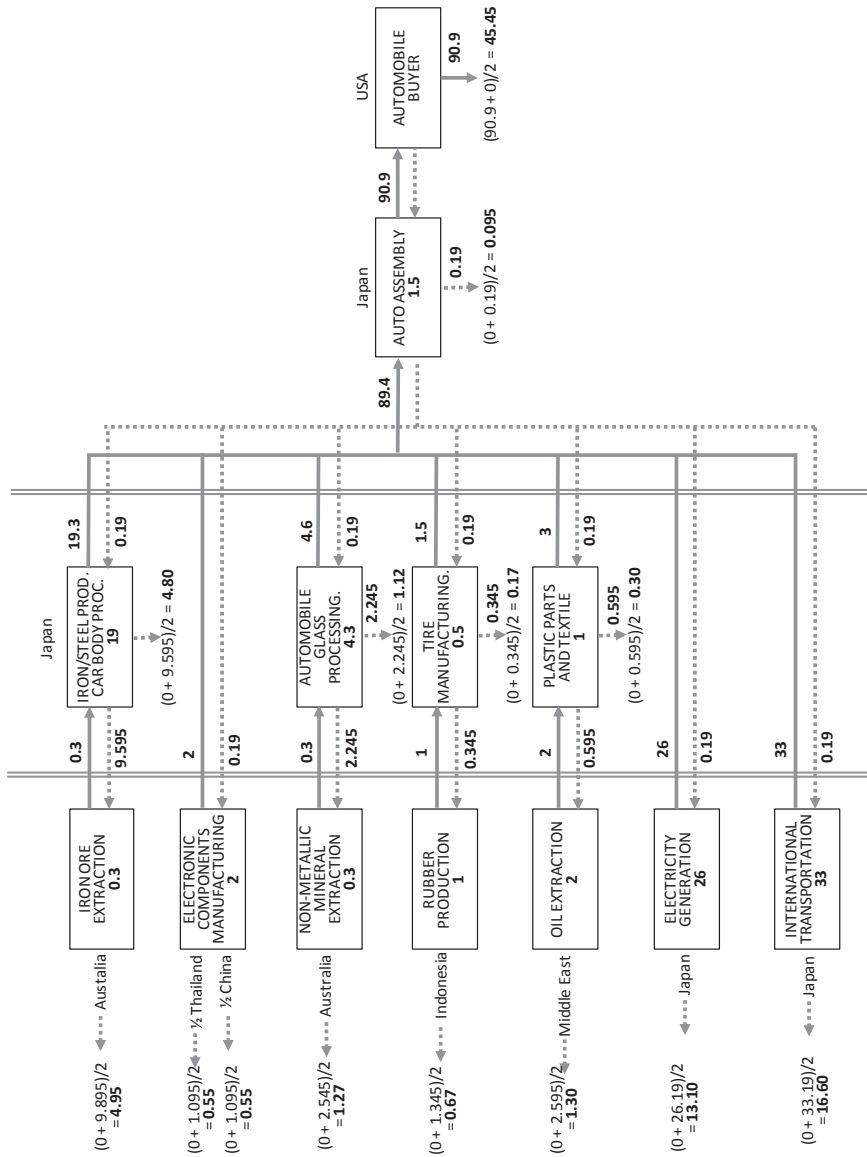 (0 + 9.895)/2
= 4.95
Austalia
IRONORE
EXTRACTION
0.3
0.3
9.595
Japan
IRON/STEEL PROD.
CAR BODY PROC.
19
(0 + 9.595)/2 = 4.80
19.3
0.19
(0 + 1.095)/2
= 0.55
½ Thailand
(0 + 1.095)/2
= 0.55
½ China
ELECTRONIC
COMPONENTS
MANUFACTURING
2
2
0.19
(0 + 2.545)/2
= 1.27
Australia
NON-METALLIC
MINERAL
EXTRACTION
0.3
0.3
2.245
AUTOMOBILE
GLASS
PROCESSING.
4.3
2.245
(0 + 2.245)/2 = 1.12
4.6
0.19
89.4
Japan
AUTO ASSEMBLY
1.5
0.19
(0 + 0.19)/2 = 0.095
90.9
USA
AUTOMOBILE
BUYER
90.9
(90.9 + 0)/2 = 45.45
(0 + 1.345)/2
= 0.67
Indonesia
RUBBER
PRODUCTION
1
1
0.345
TIRE
MANUFACTURING.
0.5
0.345
(0 + 0.345)/2 = 0.17
1.5
0.19
(0 + 2.595)/2
= 1.30
Middle East
OIL EXTRACTION
2
2
0.595
PLASTIC PARTS
AND TEXTILE
1
0.595
(0 + 0.595)/2 = 0.30
3
0.19
(0 + 26.19)/2
= 13.10
Japan
ELECTRICITY
GENERATION
26
26
0.19
(0 + 33.19)/2
= 16.60
Japan
INTERNATIONAL
TRANSPORTATION
33
33
0.19